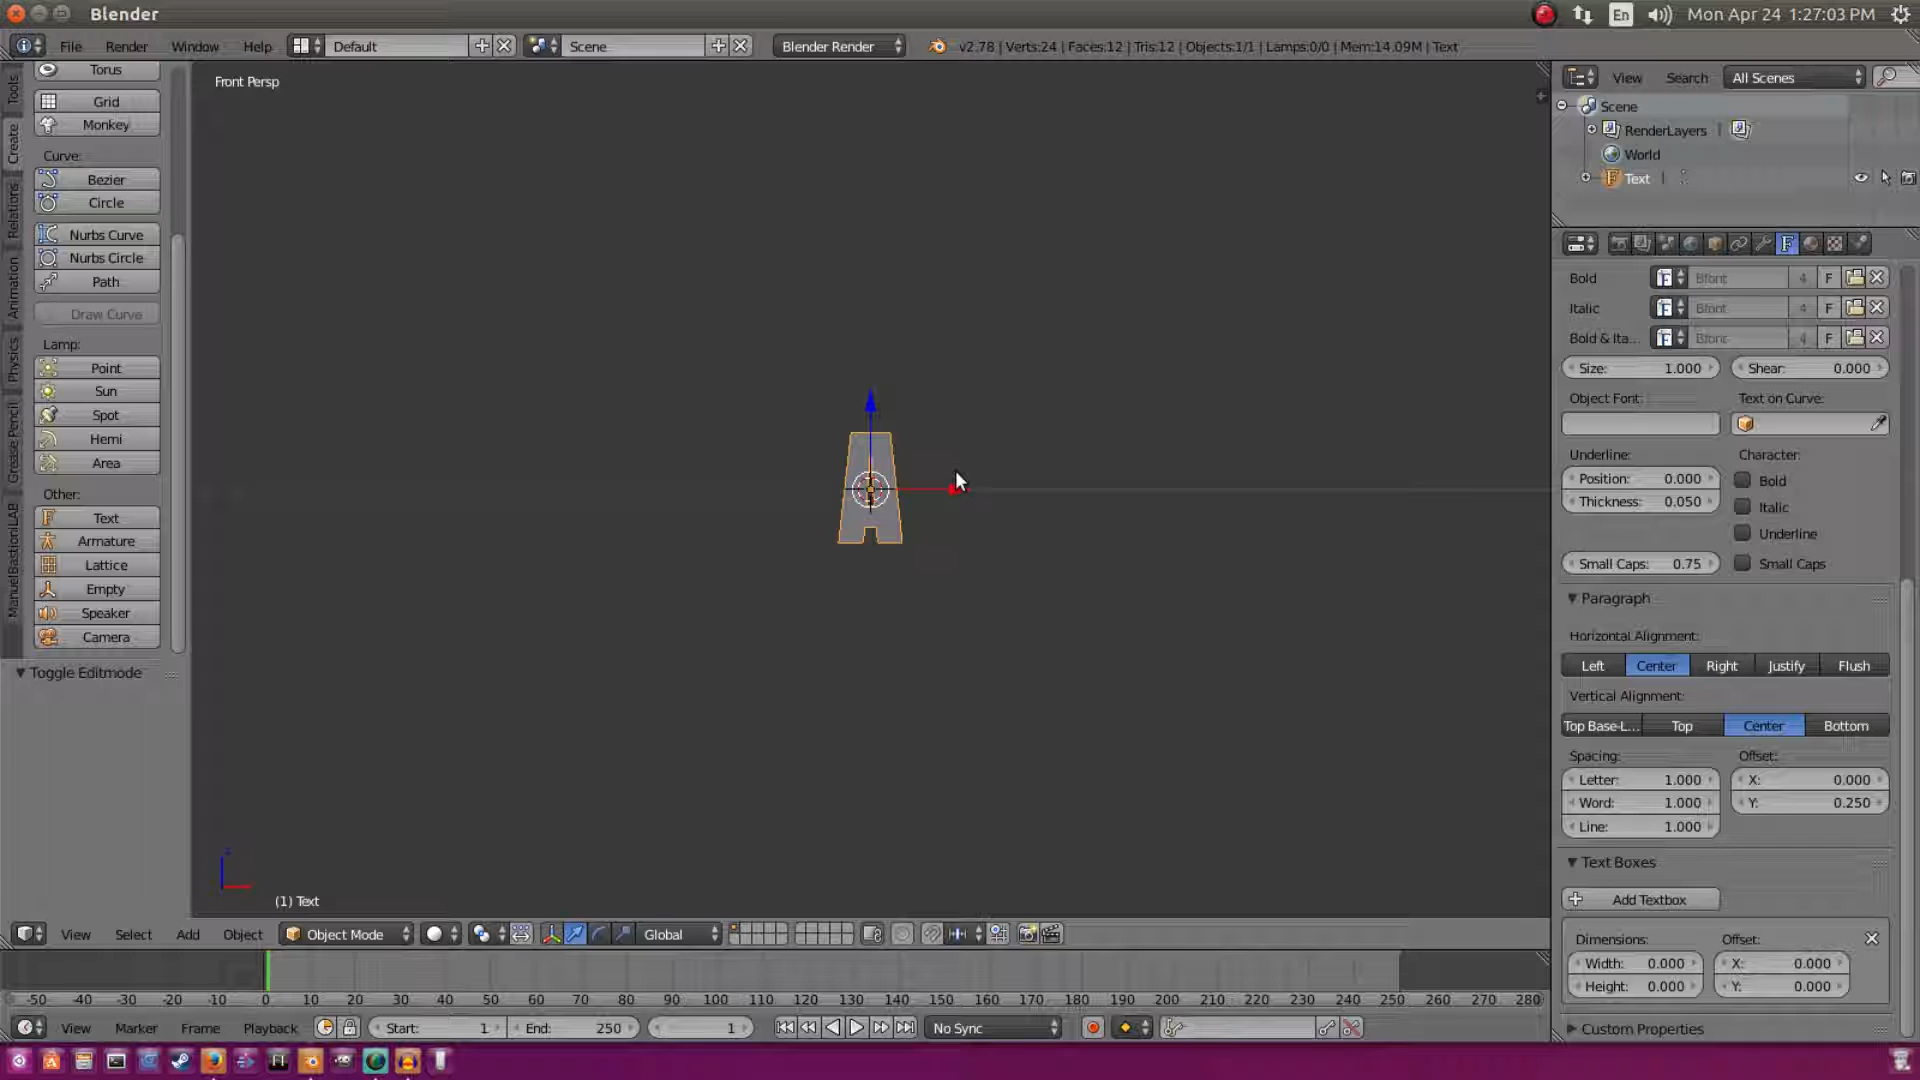 Blender
En
Mon Apr 24 1:27:03 PM
File
Render
Window
Help
Default
Scene
Blender Render
v2.78 | Verts:24 | Faces:12 | Tris:12 | Objects:1/1 | Lamps:0/0 | Mem:14.09M | Text
Tools
Create
Relations
Animation
Physics
Grease Pencil
ManuelBastioniLAB
Torus
Grid
Monkey
Curve:
Bezier
Circle
Nurbs Curve
Nurbs Circle
Path
Draw Curve
Lamp:
Point
Sun
Spot
Hemi
Area
Other:
Text
Armature
Lattice
Empty
Speaker
Camera
Toggle Editmode
Front Persp
A
z
(1) Text
View
Search
All Scenes
Scene
RenderLayers
World
Text
Bold
Bfont
4
F
Italic
Bfont
4
F
Bold & Ita...
Bfont
4
F
Size: 1.000
Shear: 0.000
Object Font:
Text on Curve:
Underline:
Character:
Position: 0.000
Bold
Thickness: 0.050
Italic
Underline
Small Caps: 0.75
Small Caps
Paragraph
Horizontal Alignment:
Left
Center
Right
Justify
Flush
Vertical Alignment:
Top Base-L...
Top
Center
Bottom
Spacing:
Offset:
Letter: 1.000
X: 0.000
Word: 1.000
Y: 0.250
Line: 1.000
Text Boxes
Add Textbox
Dimensions:
Offset:
Width: 0.000
X: 0.000
Height: 0.000
Y: 0.000
Custom Properties
View
Select
Add
Object
Object Mode
Global
-50 -40 -30 -20 -10 0 10 20 30 40 50 60 70 80 90 100 110 120 130 140 150 160 170 180 190 200 210 220 230 240 250 260 270 280
View
Marker
Frame
Playback
Start: 1
End: 250
1
No Sync